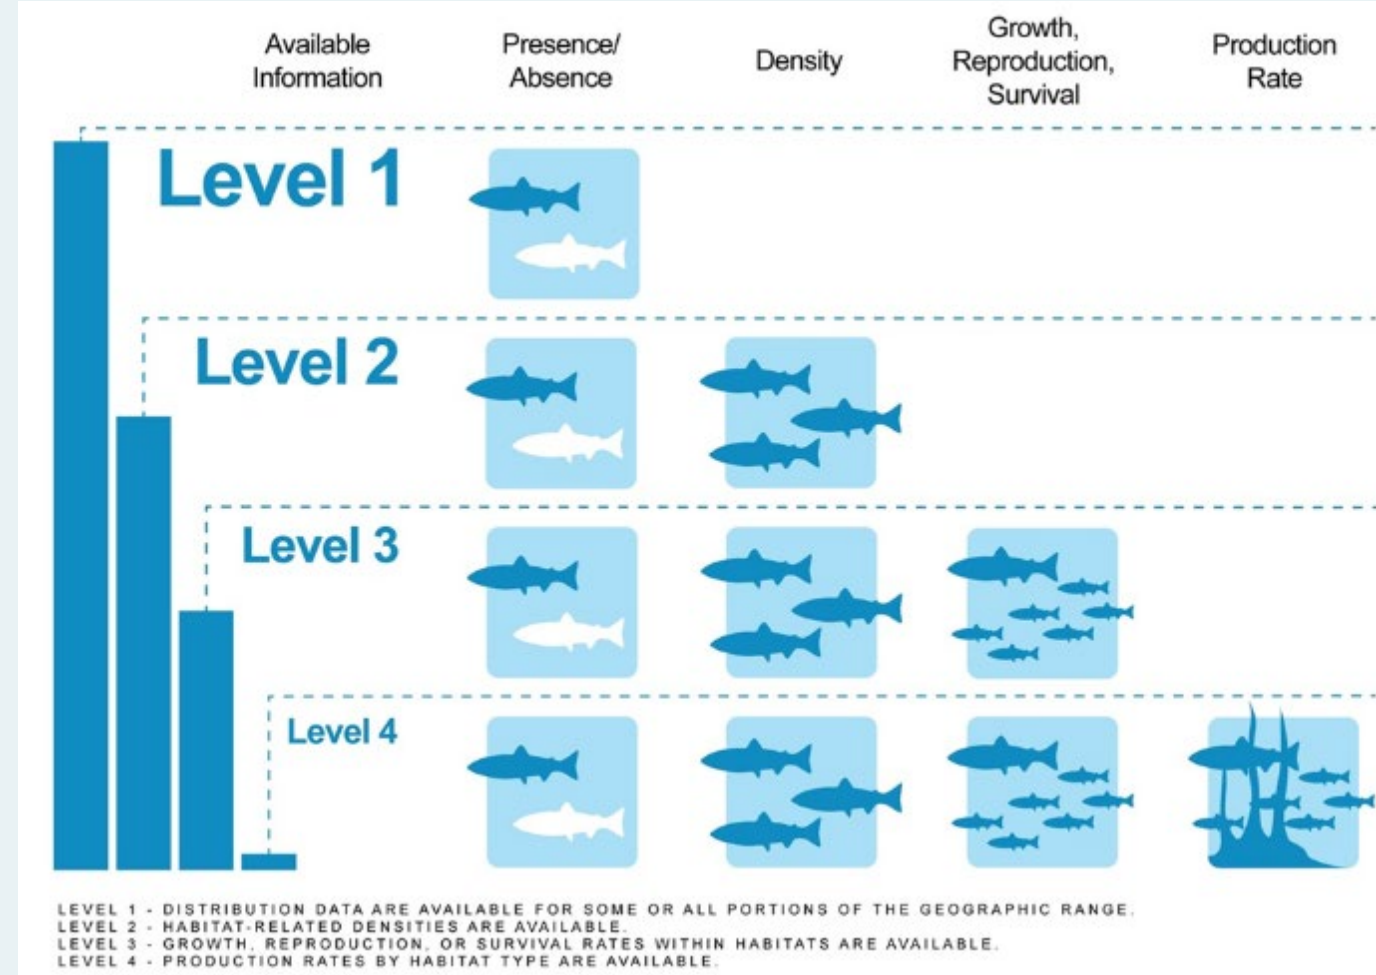 Available
Information
Presence/
Absence
Density
Growth,
Reproduction,
Survival
Production
Rate
Level 1
Level 2
Level 3
Level 4
LEVEL 1 - DISTRIBUTION DATA ARE AVAILABLE FOR SOME OR ALL PORTIONS OF THE GEOGRAPHIC RANGE.
LEVEL 2 - HABITAT-RELATED DENSITIES ARE AVAILABLE.
LEVEL 3 - GROWTH, REPRODUCTION, OR SURVIVAL RATES WITHIN HABITATS ARE AVAILABLE.
LEVEL 4 - PRODUCTION RATES BY HABITAT TYPE ARE AVAILABLE.